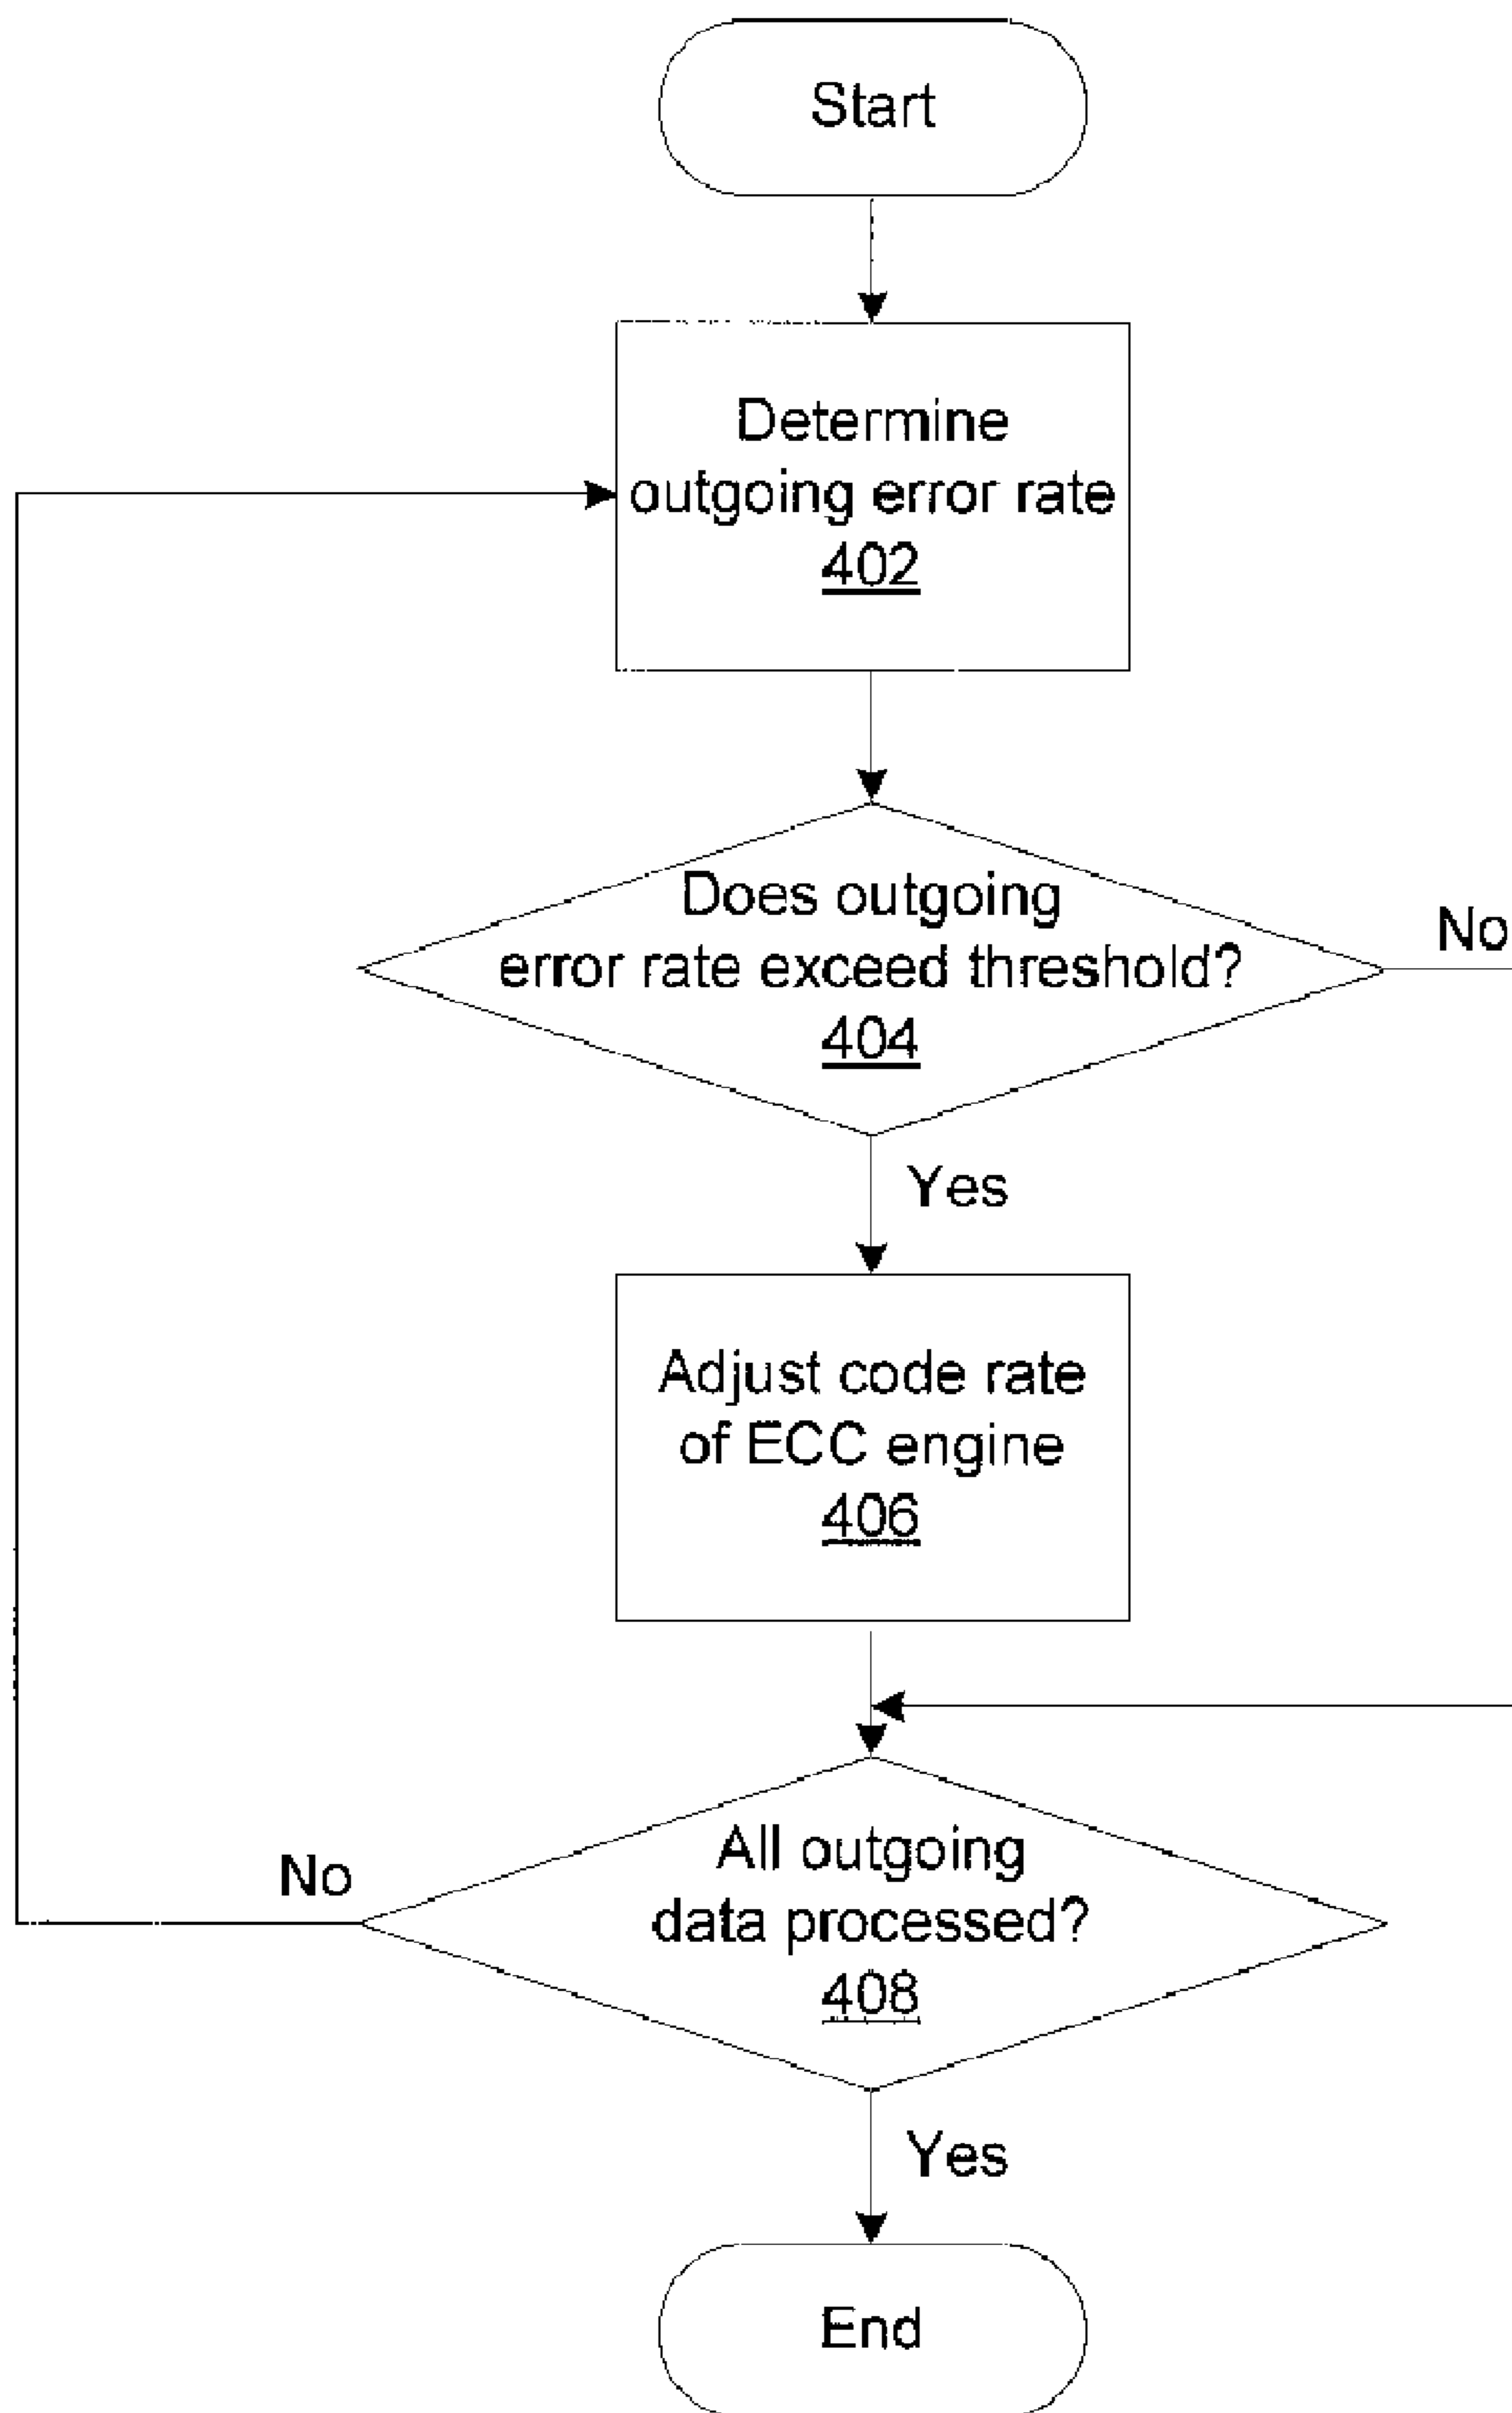 Start
Determine
outgoing error rate
402
Does outgoing
error rate exceed threshold?
404
No
Yes
Adjust code rate
of ECC engine
406
All outgoing
data processed?
408
No
Yes
End